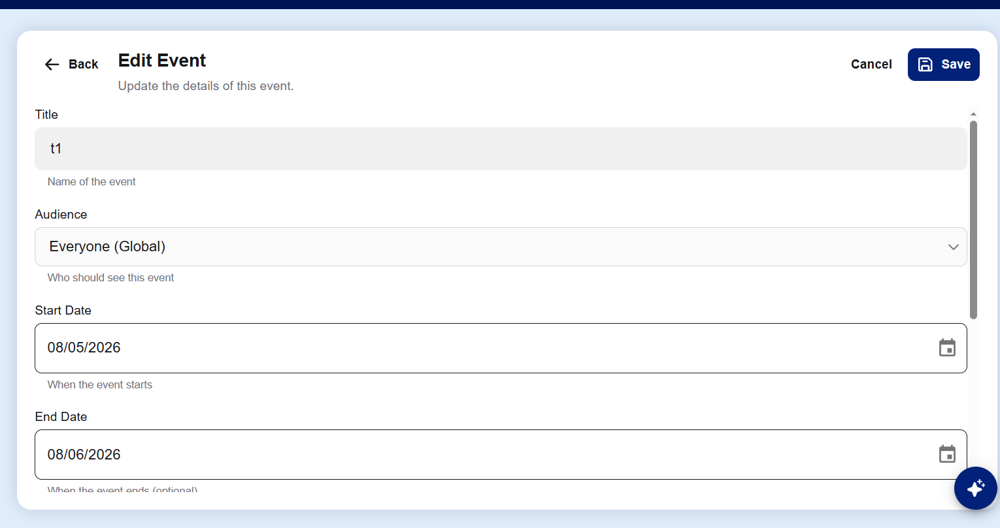 Back
Edit Event
Cancel
Save
Update the details of this event.
Title
t1
Name of the event
Audience
Everyone (Global)
Who should see this event
Start Date
08/05/2026
When the event starts
End Date
08/06/2026
When the event ends (optional)